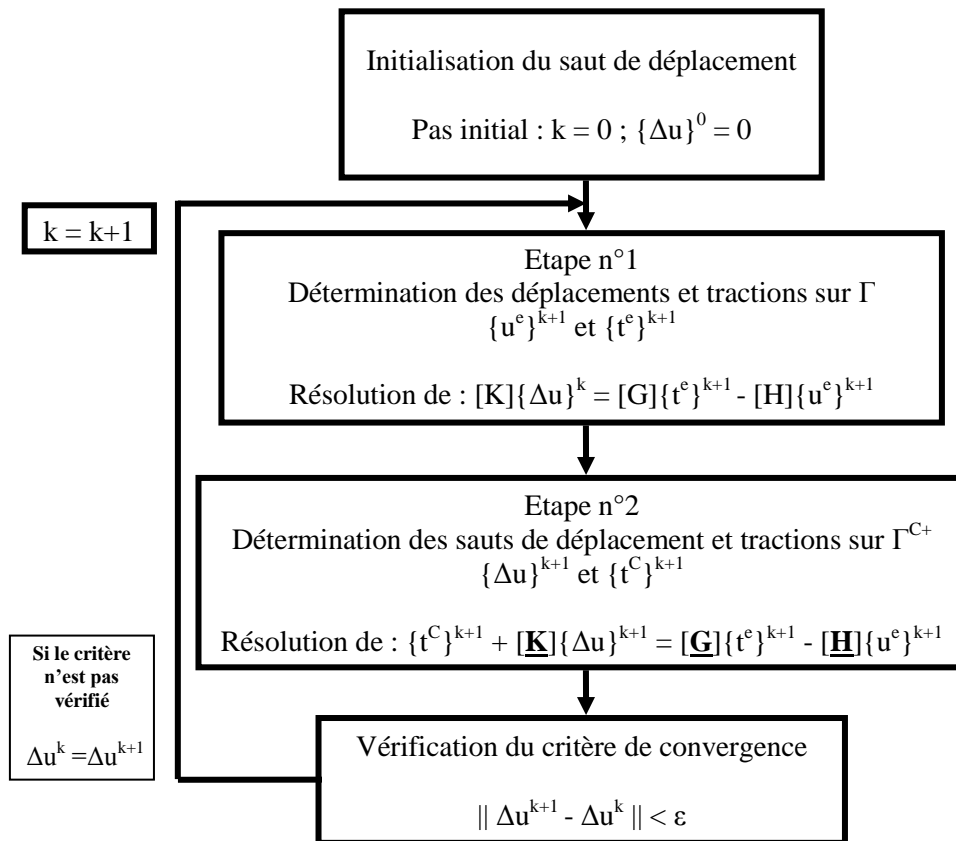 Initialisation du saut de déplacement
Pas initial : k = 0 ; {Δu}⁰ = 0
k = k+1
Etape n°1
Détermination des déplacements et tractions sur Γ
{uᵉ}ᵏ⁺¹ et {tᵉ}ᵏ⁺¹
Résolution de : [K]{Δu}ᵏ = [G]{tᵉ}ᵏ⁺¹ - [H]{uᵉ}ᵏ⁺¹
Etape n°2
Détermination des sauts de déplacement et tractions sur Γ^C+
{Δu}ᵏ⁺¹ et {t^C}ᵏ⁺¹
Résolution de : {t^C}ᵏ⁺¹ + [K]{Δu}ᵏ⁺¹ = [G]{tᵉ}ᵏ⁺¹ - [H]{uᵉ}ᵏ⁺¹
Si le critère
n'est pas
vérifié
Δuᵏ =Δuᵏ⁺¹
Vérification du critère de convergence
|| Δuᵏ⁺¹ - Δuᵏ || < ε